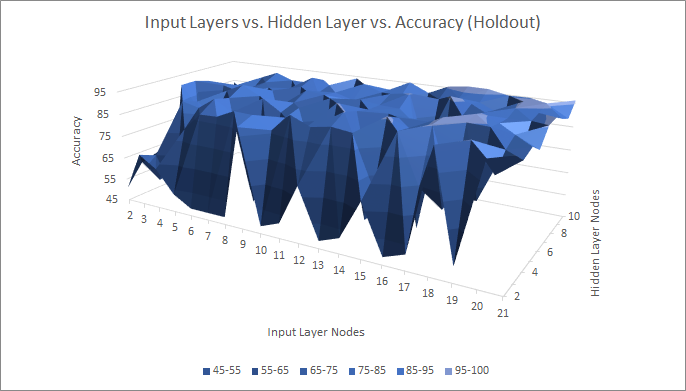 Input Layers vs. Hidden Layer vs. Accuracy (Holdout)
95
85
75
65
55
45
Accuracy
2 3 4 5 6 7 8 9 10 11 12 13 14 15 16 17 18 19 20 21
Input Layer Nodes
2
4
6
8
10
Hidden Layer Nodes
45-55 55-65 65-75 75-85 85-95 95-100